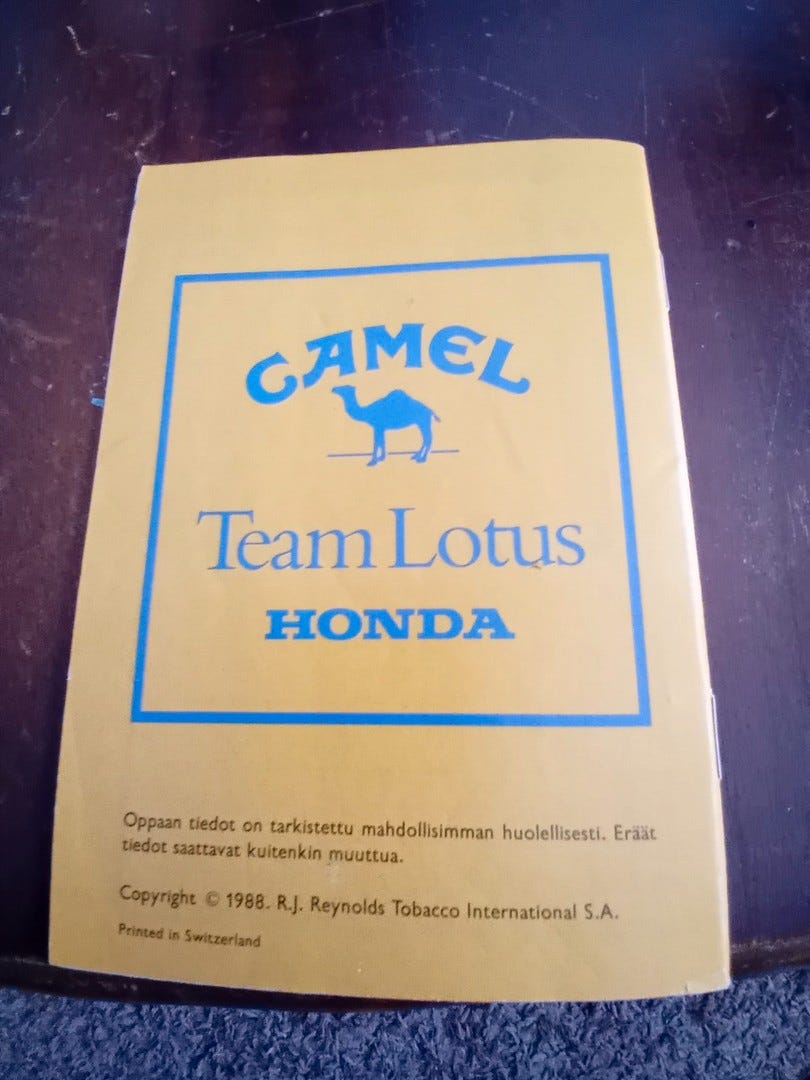 CAMEL
Team Lotus
HONDA
Oppaan tiedot on tarkistettu mahdollisimman huolellisesti. Eräät
tiedot saattavat kuitenkin muuttua.
Copyright © 1988. R.J. Reynolds Tobacco International S.A.
Printed in Switzerland